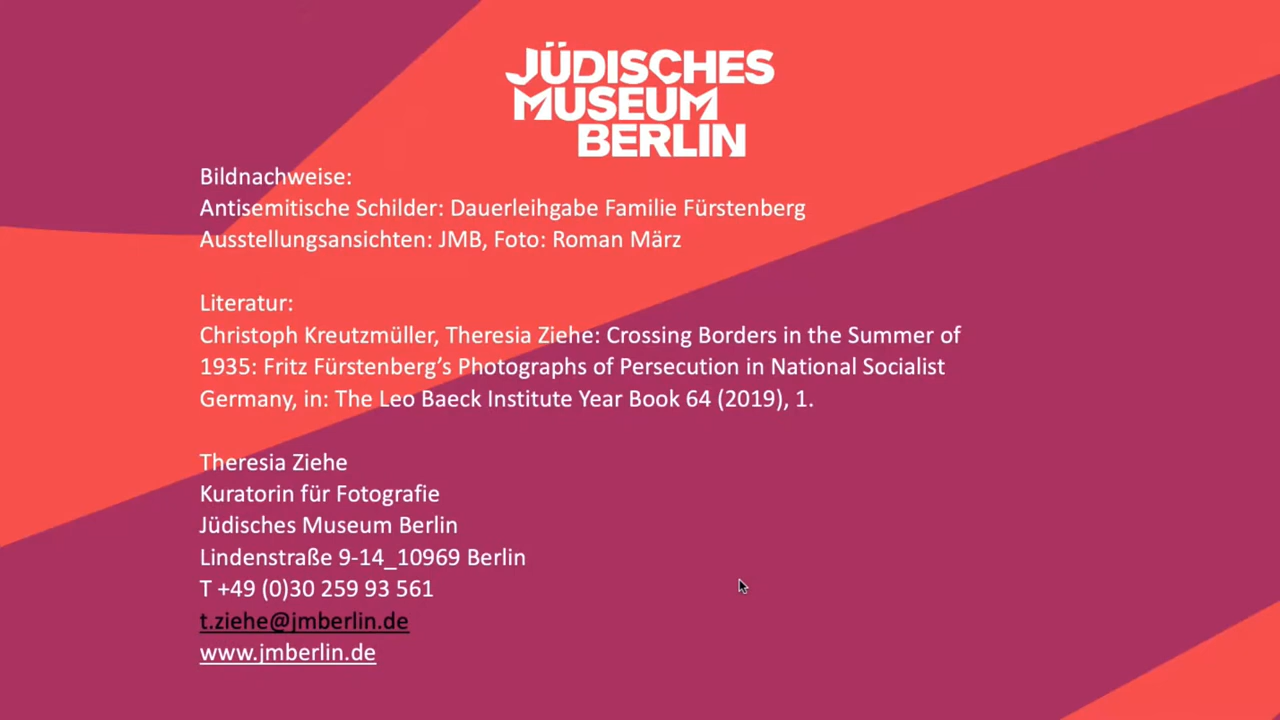 JÜDISCHES
MUSEUM
BERLIN
Bildnachweise:
Antisemitische Schilder: Dauerleihgabe Familie Fürstenberg
Ausstellungsansichten: JMB, Foto: Roman März
Literatur:
Christoph Kreutzmüller, Theresia Ziehe: Crossing Borders in the Summer of
1935: Fritz Fürstenberg’s Photographs of Persecution in National Socialist
Germany, in: The Leo Baeck Institute Year Book 64 (2019), 1.
Theresia Ziehe
Kuratorin für Fotografie
Jüdisches Museum Berlin
Lindenstraße 9-14_10969 Berlin
T +49 (0)30 259 93 561
t.ziehe@jmberlin.de
www.jmberlin.de